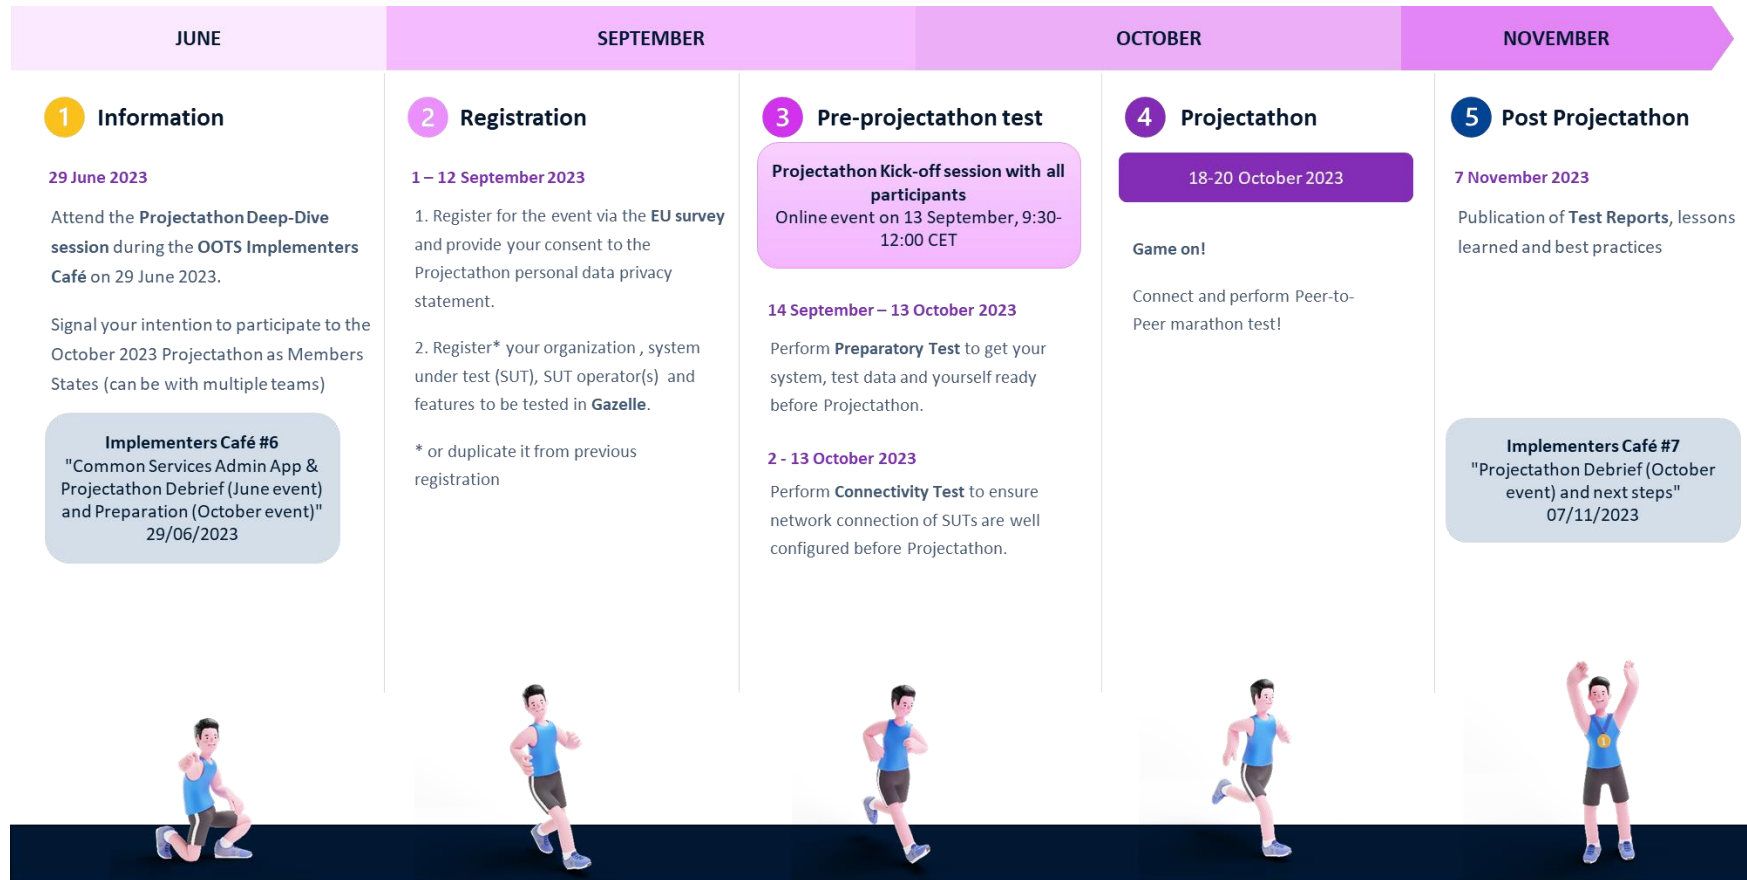 JUNE
SEPTEMBER
OCTOBER
NOVEMBER
1 Information
29 June 2023
Attend the Projectathon Deep-Dive
session during the OOTS Implementers
Café on 29 June 2023.
Signal your intention to participate to the
October 2023 Projectathon as Members
States (can be with multiple teams)
Implementers Café #6
"Common Services Admin App &
Projectathon Debrief (June event)
and Preparation (October event)"
29/06/2023
2 Registration
1 – 12 September 2023
1. Register for the event via the EU survey
and provide your consent to the
Projectathon personal data privacy
statement.
2. Register* your organization , system
under test (SUT), SUT operator(s) and
features to be tested in Gazelle.
* or duplicate it from previous
registration
3 Pre-projectathon test
Projectathon Kick-off session with all
participants
Online event on 13 September, 9:30-
12:00 CET
14 September – 13 October 2023
Perform Preparatory Test to get your
system, test data and yourself ready
before Projectathon.
2 - 13 October 2023
Perform Connectivity Test to ensure
network connection of SUTs are well
configured before Projectathon.
4 Projectathon
18-20 October 2023
Game on!
Connect and perform Peer-to-
Peer marathon test!
5 Post Projectathon
7 November 2023
Publication of Test Reports, lessons
learned and best practices
Implementers Café #7
"Projectathon Debrief (October
event) and next steps"
07/11/2023
1